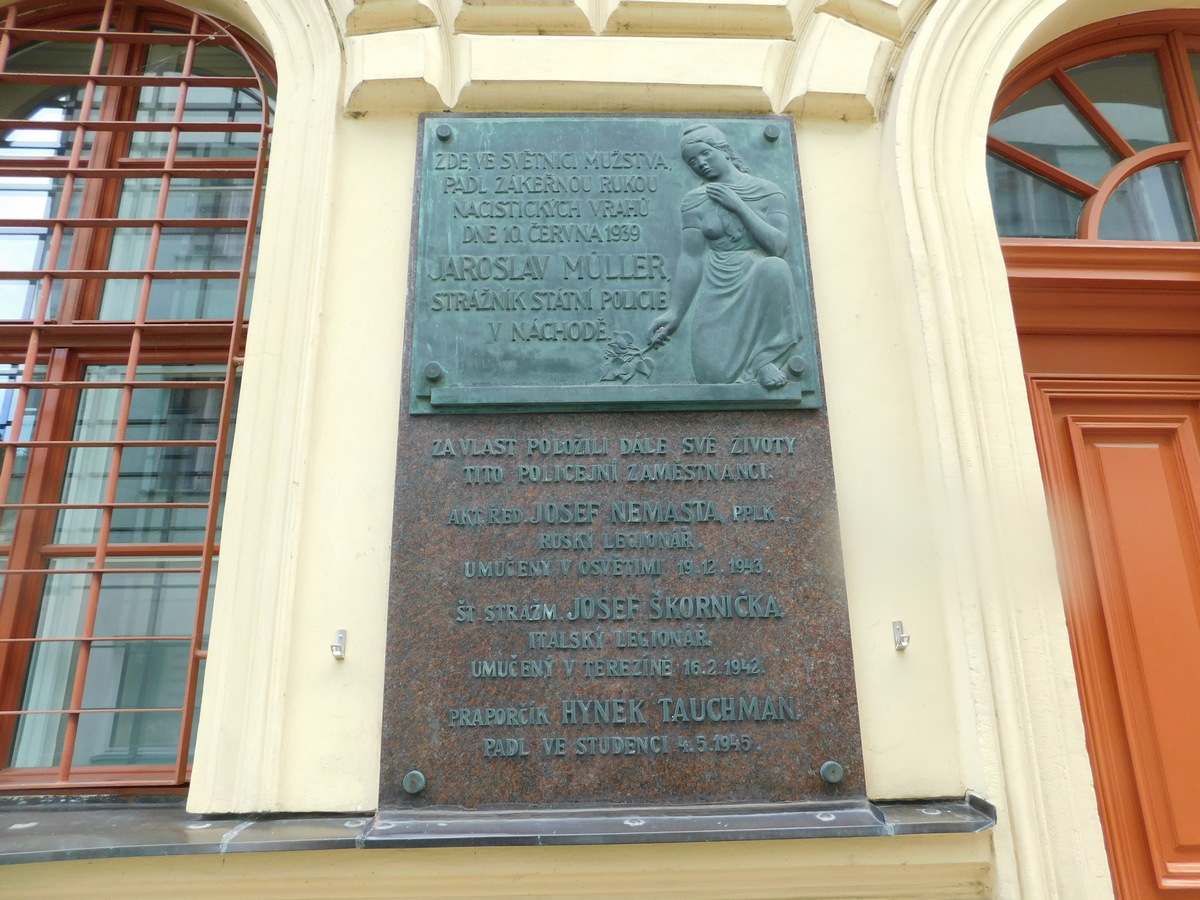 ZDE, VE SVĚTNICI MUŽSTVA,
PADL ZÁKEŘNOU RUKOU
NACISTICKÝCH VRAHŮ
DNE 10. ČERVNA 1939
JAROSLAV MÜLLER,
STRÁŽNÍK STÁTNÍ POLICIE
V NÁCHODĚ.
ZA VLAST POLOŽILI DÁLE SVÉ ŽIVOTY
TITO POLICEJNÍ ZAMĚSTNANCI.
AKT. ŘED. JOSEF NEMASTA, PPLK.
RUSKÝ LEGIONÁŘ.
UMUČENÝ V OSVĚTIMI 19.12.1943.
ŠT. STRÁŽM. JOSEF ŠKORNIČKA.
ITALSKÝ LEGIONÁŘ.
UMUČENÝ V TEREZÍNĚ 16.2.1942.
PRAPORČÍK HYNEK TAUCHMAN.
PADL VE STUDENCI 4.5.1945.